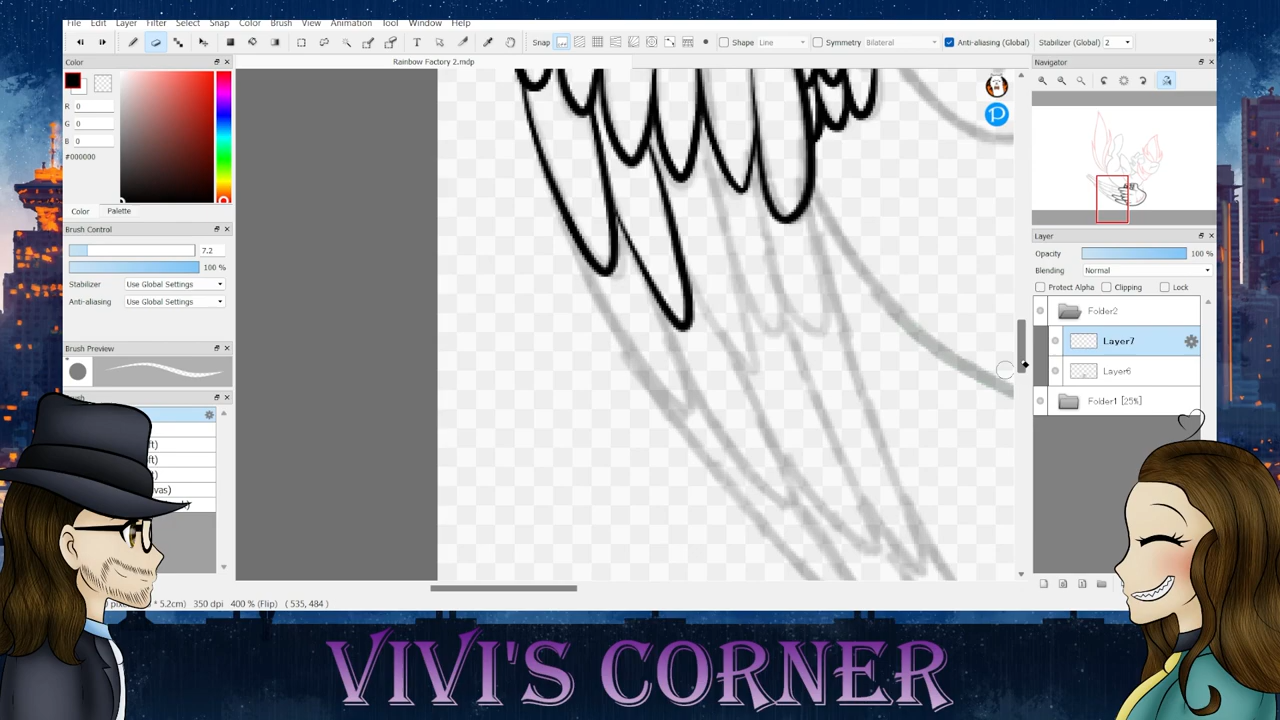 File Edit Layer Filter Select Snap Color Brush View Animation Tool Window Help
Snap Shape Line Symmetry Bilateral Anti-aliasing (Global) Stabilizer (Global) 2 »
Color
Rainbow Factory 2.mdp
Navigator
R 0
G 0
B 0
#000000
Color Palette
Brush Control
7.2
100 %
Stabilizer Use Global Settings
Anti-aliasing Use Global Settings
Brush Preview
Layer
Opacity 100 %
Blending Normal
Protect Alpha Clipping Lock
Folder2
Layer7
Layer6
Folder1 [25%]
* 5.2cm) 350 dpi 400 % (Flip) ( 535, 484 )
VIVI'S CORNER